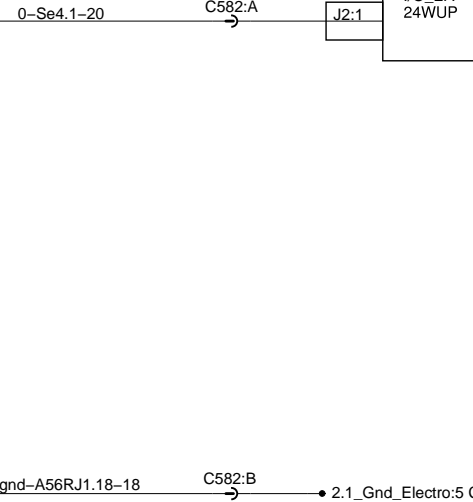 C582:A
0–Se4.1–20
J2:1
24WUP
C582:B
gnd–A56RJ1.18–18
2.1_Gnd_Electro:5